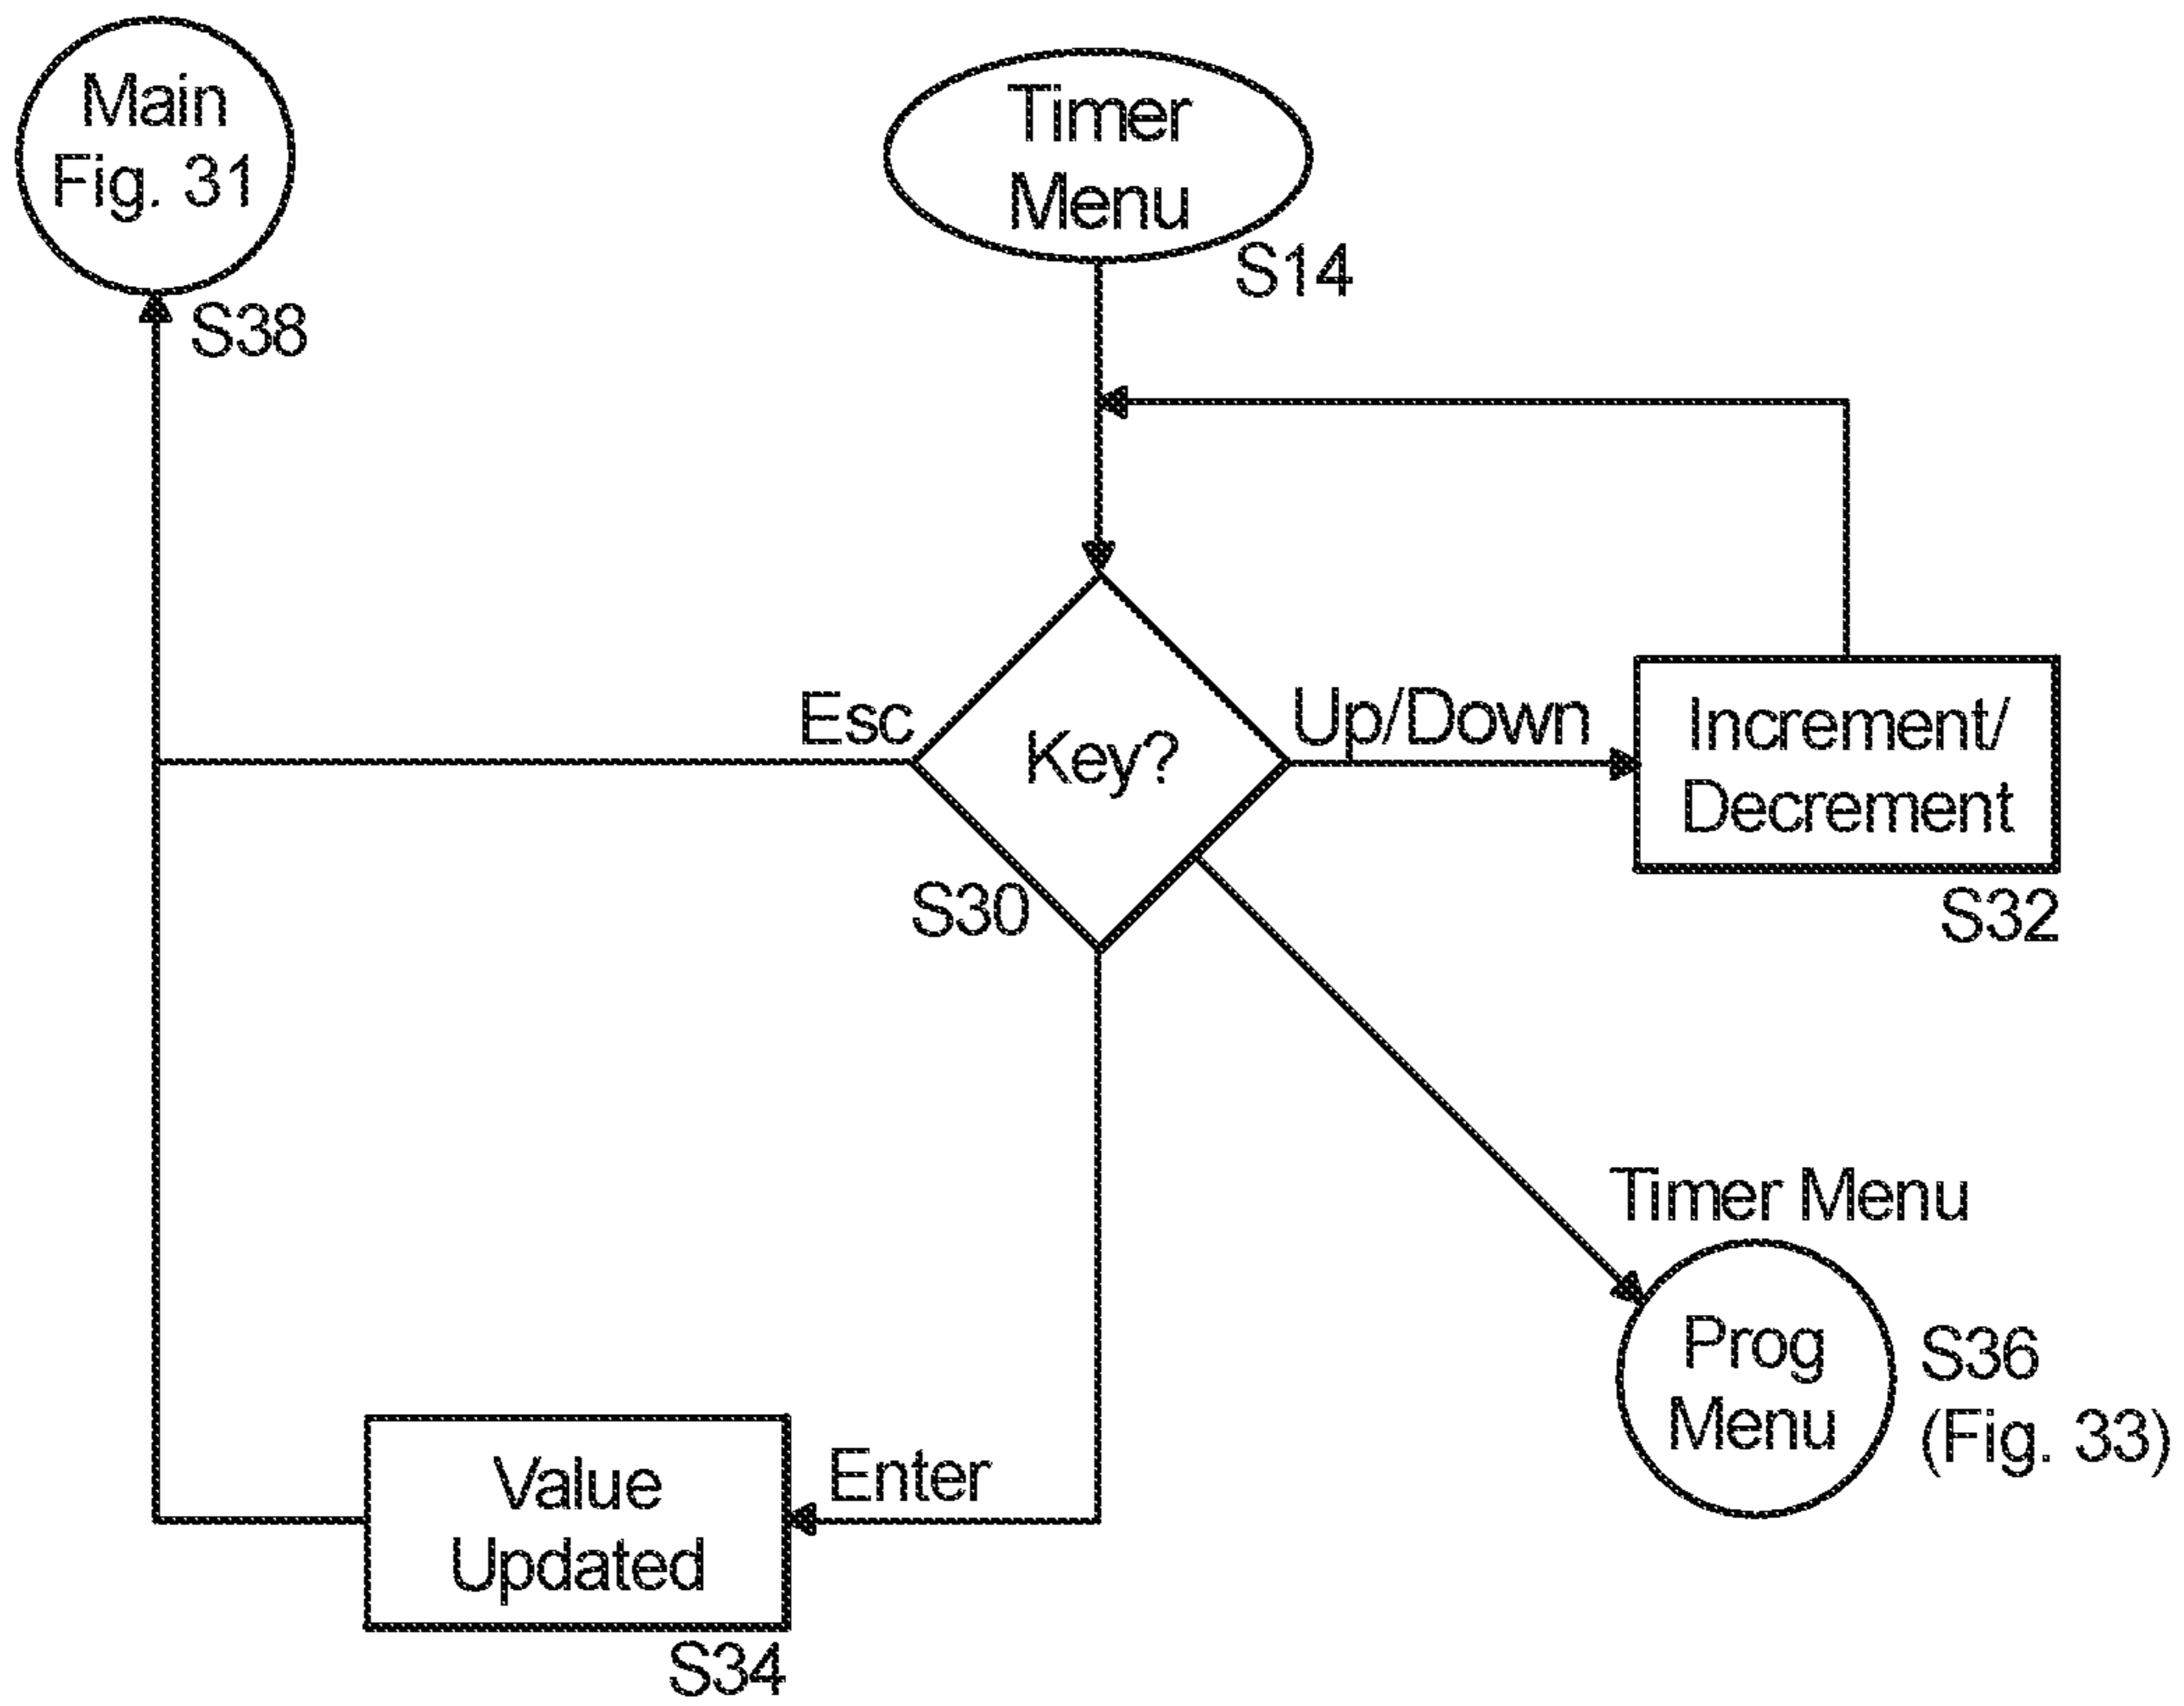 Main
Fig. 31
S38
Timer
Menu
S14
Esc
Key?
S30
Up/Down
Increment/
Decrement
S32
Timer Menu
Prog
Menu
S36
(Fig. 33)
Enter
Value
Updated
S34